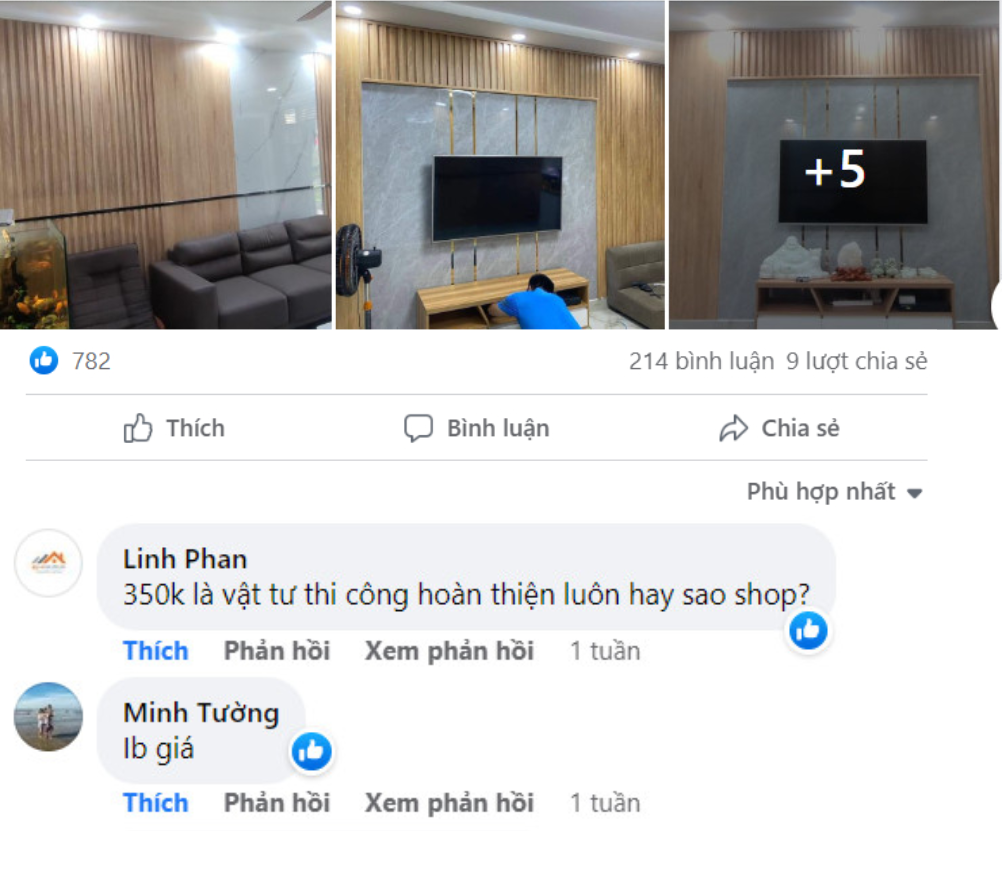 +5
782
214 bình luận 9 lượt chia sẻ
Thích Bình luận Chia sẻ
Phù hợp nhất
Linh Phan
350k là vật tư thi công hoàn thiện luôn hay sao shop?
Thích Phản hồi Xem phản hồi 1 tuần
Minh Tường
Ib giá
Thích Phản hồi Xem phản hồi 1 tuần